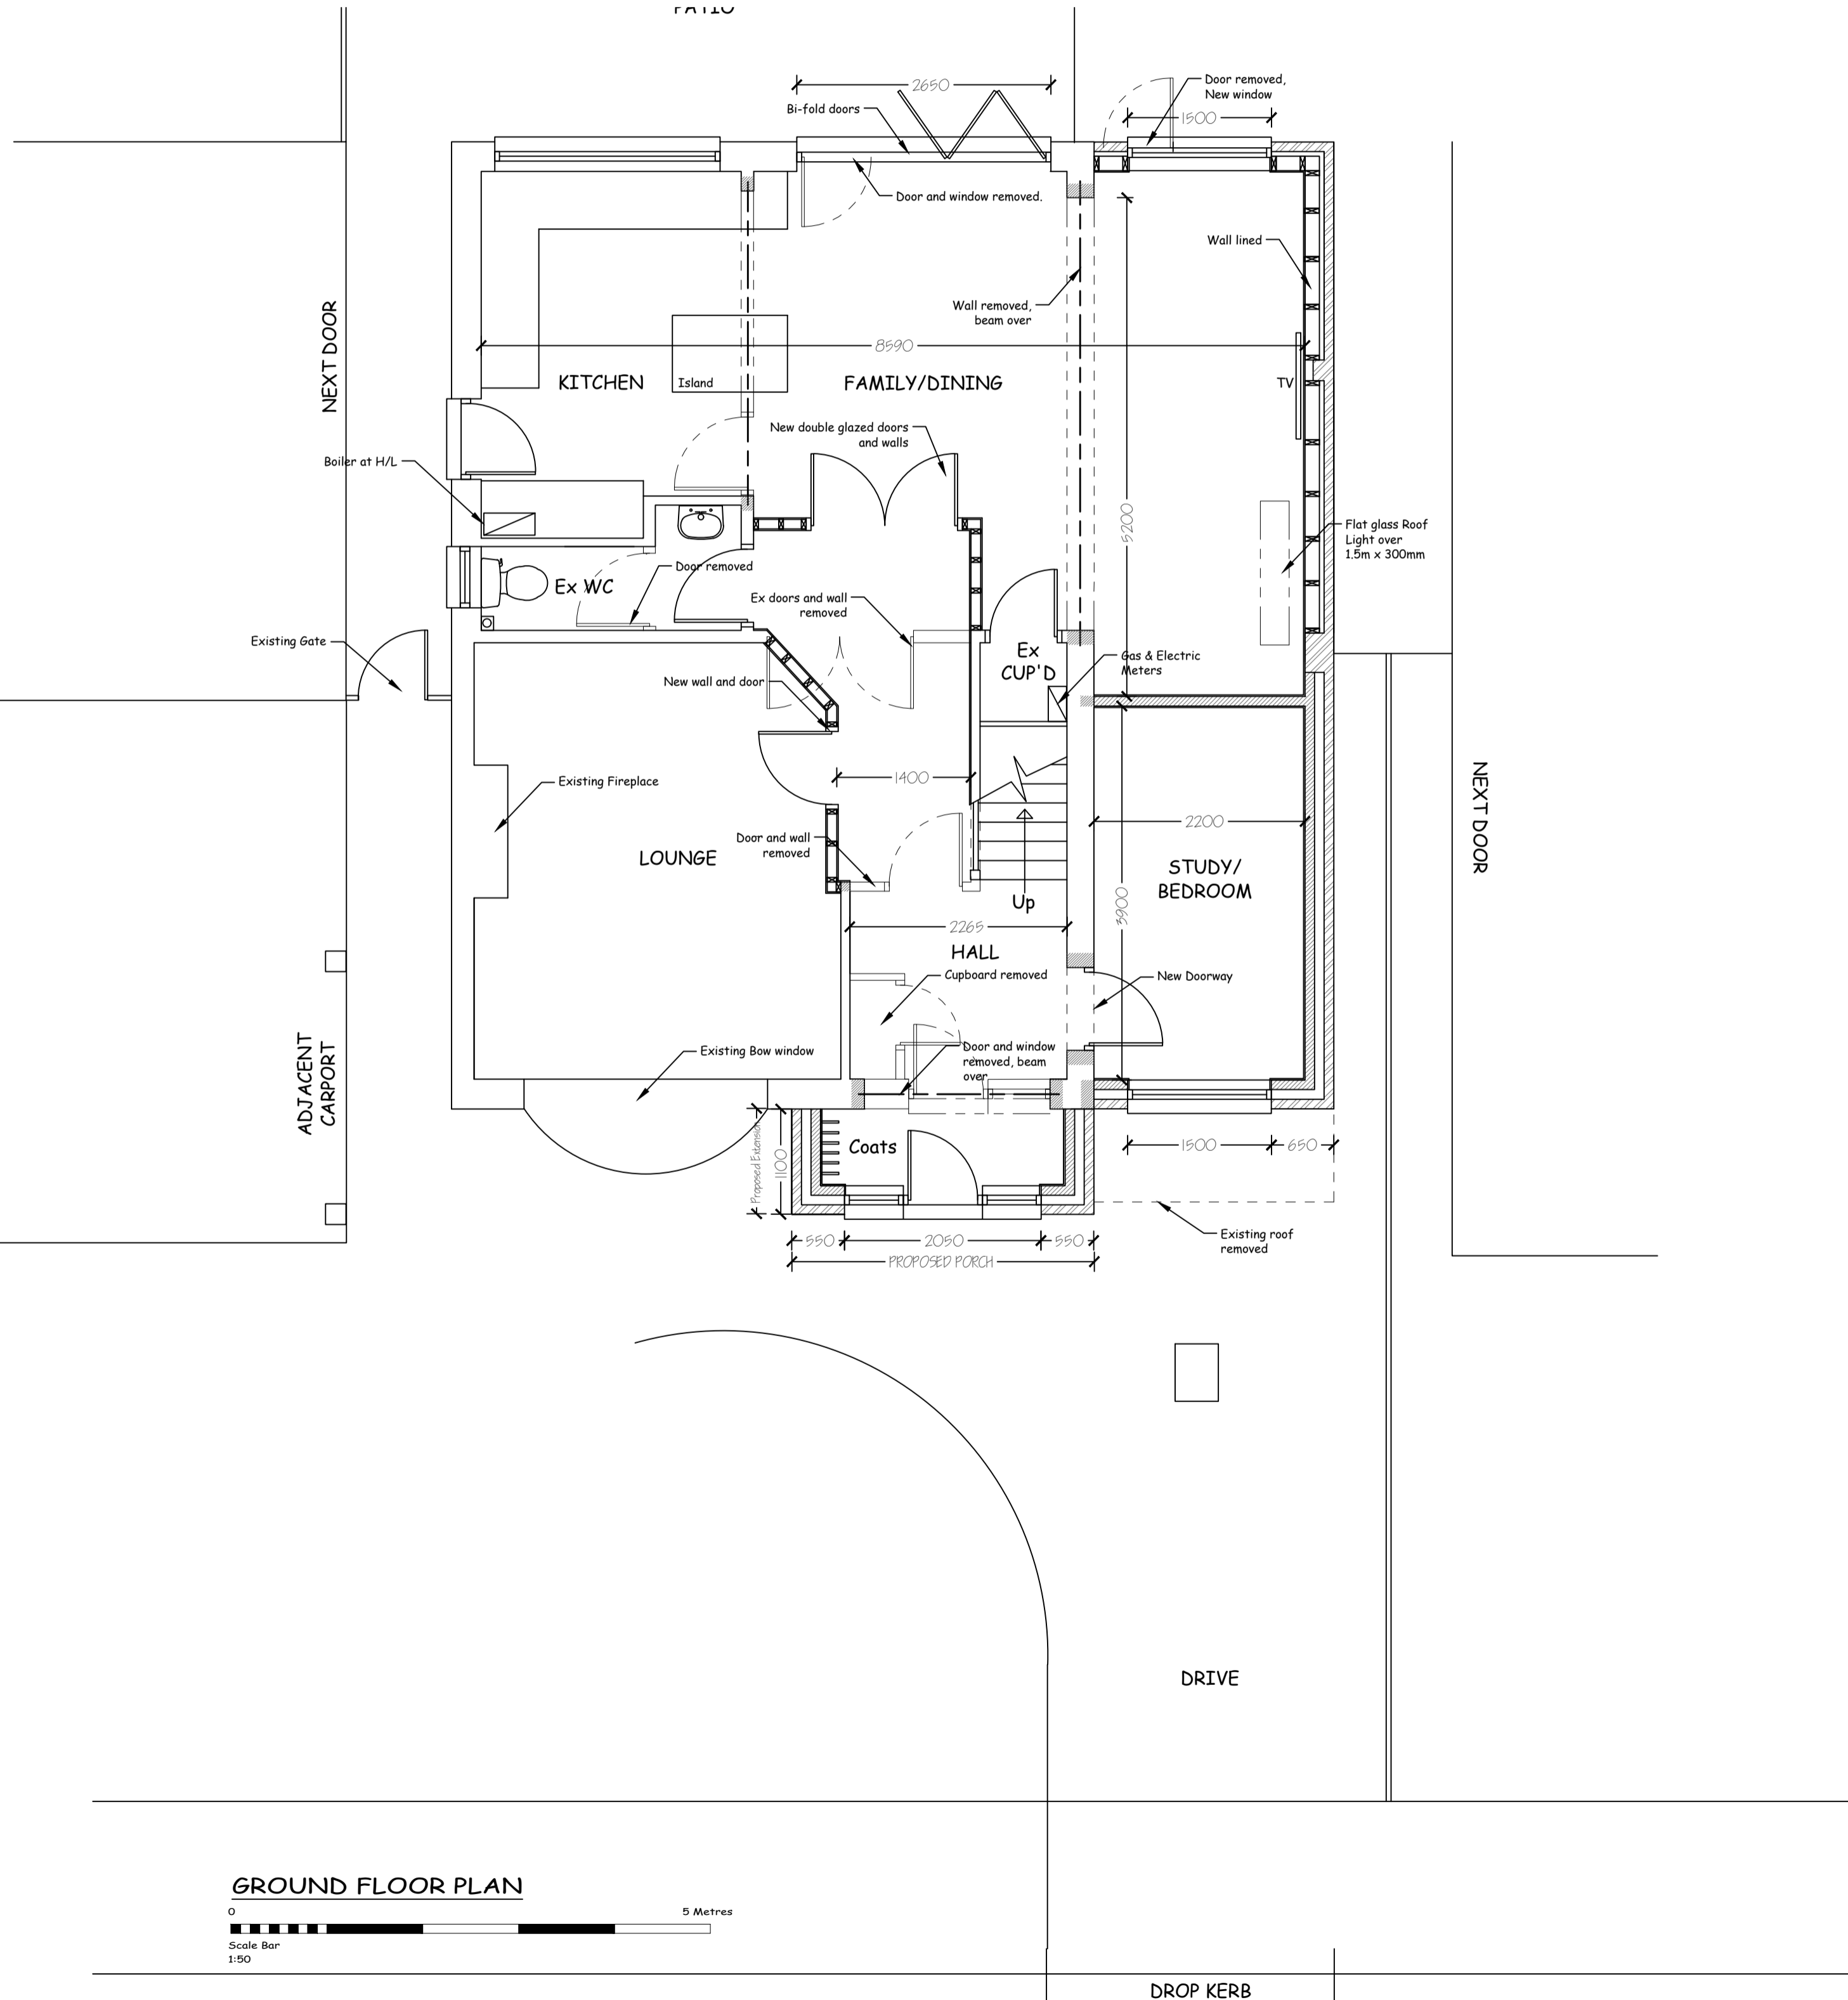 PATIO
2650
Door removed,
New window
Bi-fold doors
1500
Door and window removed.
Wall lined
NEXT DOOR
Wall removed,
beam over
8590
KITCHEN
Island
FAMILY/DINING
TV
New double glazed doors
and walls
Boiler at H/L
5200
Flat glass Roof
Light over
1.5m x 300mm
Door removed
Ex WC
Ex doors and wall
removed
Existing Gate
Ex
CUP'D
Gas & Electric
Meters
New wall and door
Existing Fireplace
1400
NEXT DOOR
2200
Door and wall
removed
LOUNGE
STUDY/
BEDROOM
Up
3900
2265
HALL
Cupboard removed
New Doorway
ADJACENT
CARPORT
Existing Bow window
Door and window
removed, beam
over
Proposed Extension
1100
Coats
1500
650
Existing roof
removed
550
2050
550
PROPOSED PORCH
DRIVE
GROUND FLOOR PLAN
0
5 Metres
Scale Bar
1:50
DROP KERB